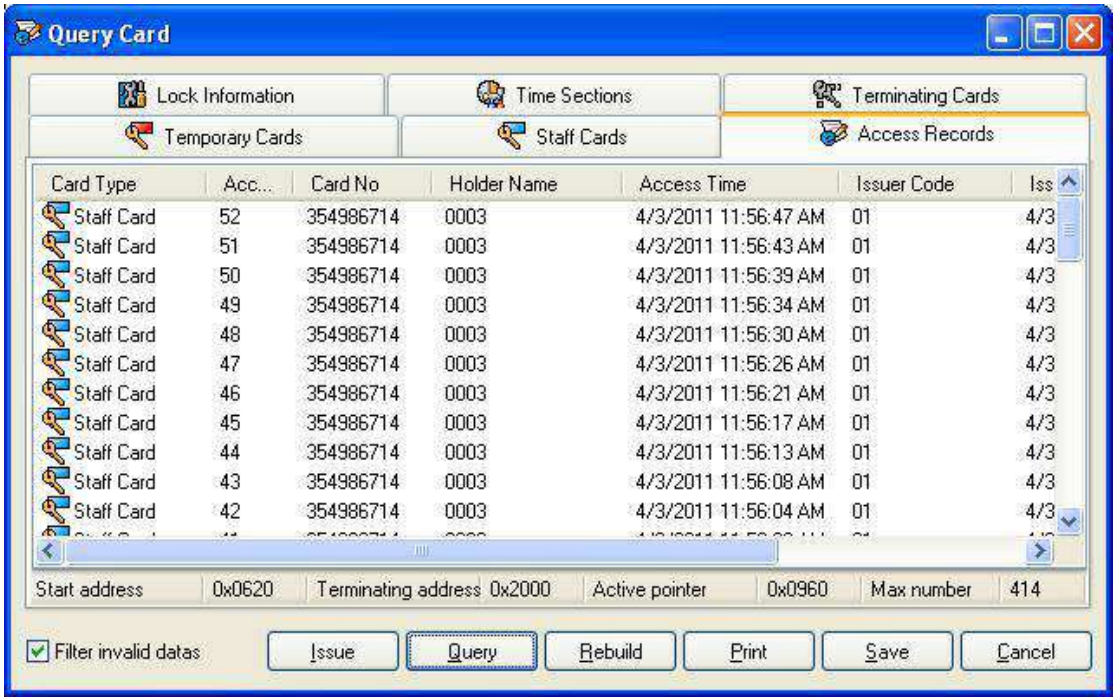 Query Card
Lock Information Time Sections Terminating Cards
Temporary Cards Staff Cards Access Records
Card Type Acc... Card No Holder Name Access Time Issuer Code Iss
Staff Card 52 354986714 0003 4/3/2011 11:56:47 AM 01 4/3
Staff Card 51 354986714 0003 4/3/2011 11:56:43 AM 01 4/3
Staff Card 50 354986714 0003 4/3/2011 11:56:39 AM 01 4/3
Staff Card 49 354986714 0003 4/3/2011 11:56:34 AM 01 4/3
Staff Card 48 354986714 0003 4/3/2011 11:56:30 AM 01 4/3
Staff Card 47 354986714 0003 4/3/2011 11:56:26 AM 01 4/3
Staff Card 46 354986714 0003 4/3/2011 11:56:21 AM 01 4/3
Staff Card 45 354986714 0003 4/3/2011 11:56:17 AM 01 4/3
Staff Card 44 354986714 0003 4/3/2011 11:56:13 AM 01 4/3
Staff Card 43 354986714 0003 4/3/2011 11:56:08 AM 01 4/3
Staff Card 42 354986714 0003 4/3/2011 11:56:04 AM 01 4/3
Start address 0x0620 Terminating address 0x2000 Active pointer 0x0960 Max number 414
Filter invalid datas Issue Query Rebuild Print Save Cancel